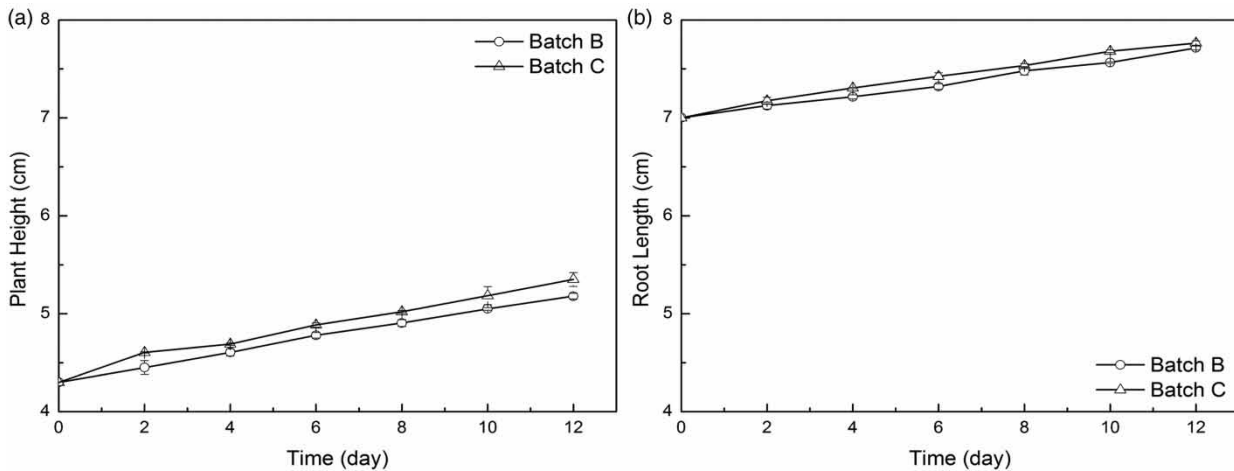 (a)
8
7
6
5
4
Plant Height (cm)
0 2 4 6 8 10 12
Time (day)
Batch B
Batch C
(b)
8
7
6
5
4
Root Length (cm)
0 2 4 6 8 10 12
Time (day)
Batch B
Batch C